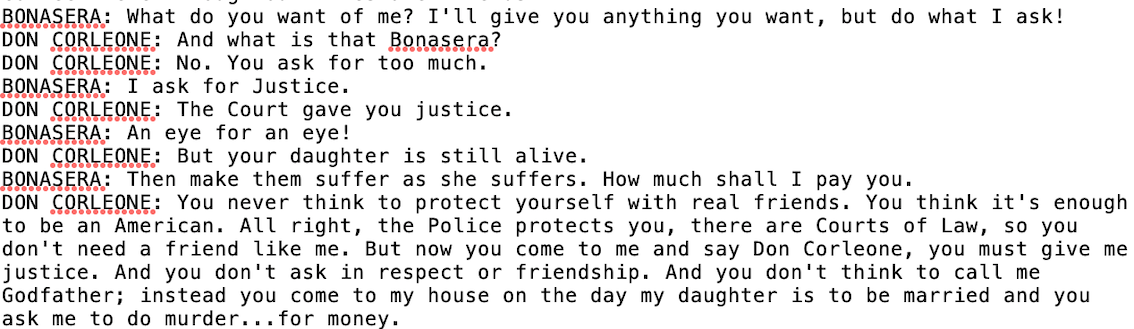 BONASERA: What do you want of me? I'll give you anything you want, but do what I ask!
DON CORLEONE: And what is that Bonasera?
DON CORLEONE: No. You ask for too much.
BONASERA: I ask for Justice.
DON CORLEONE: The Court gave you justice.
BONASERA: An eye for an eye!
DON CORLEONE: But your daughter is still alive.
BONASERA: Then make them suffer as she suffers. How much shall I pay you.
DON CORLEONE: You never think to protect yourself with real friends. You think it's enough
to be an American. All right, the Police protects you, there are Courts of Law, so you
don't need a friend like me. But now you come to me and say Don Corleone, you must give me
justice. And you don't ask in respect or friendship. And you don't think to call me
Godfather; instead you come to my house on the day my daughter is to be married and you
ask me to do murder...for money.